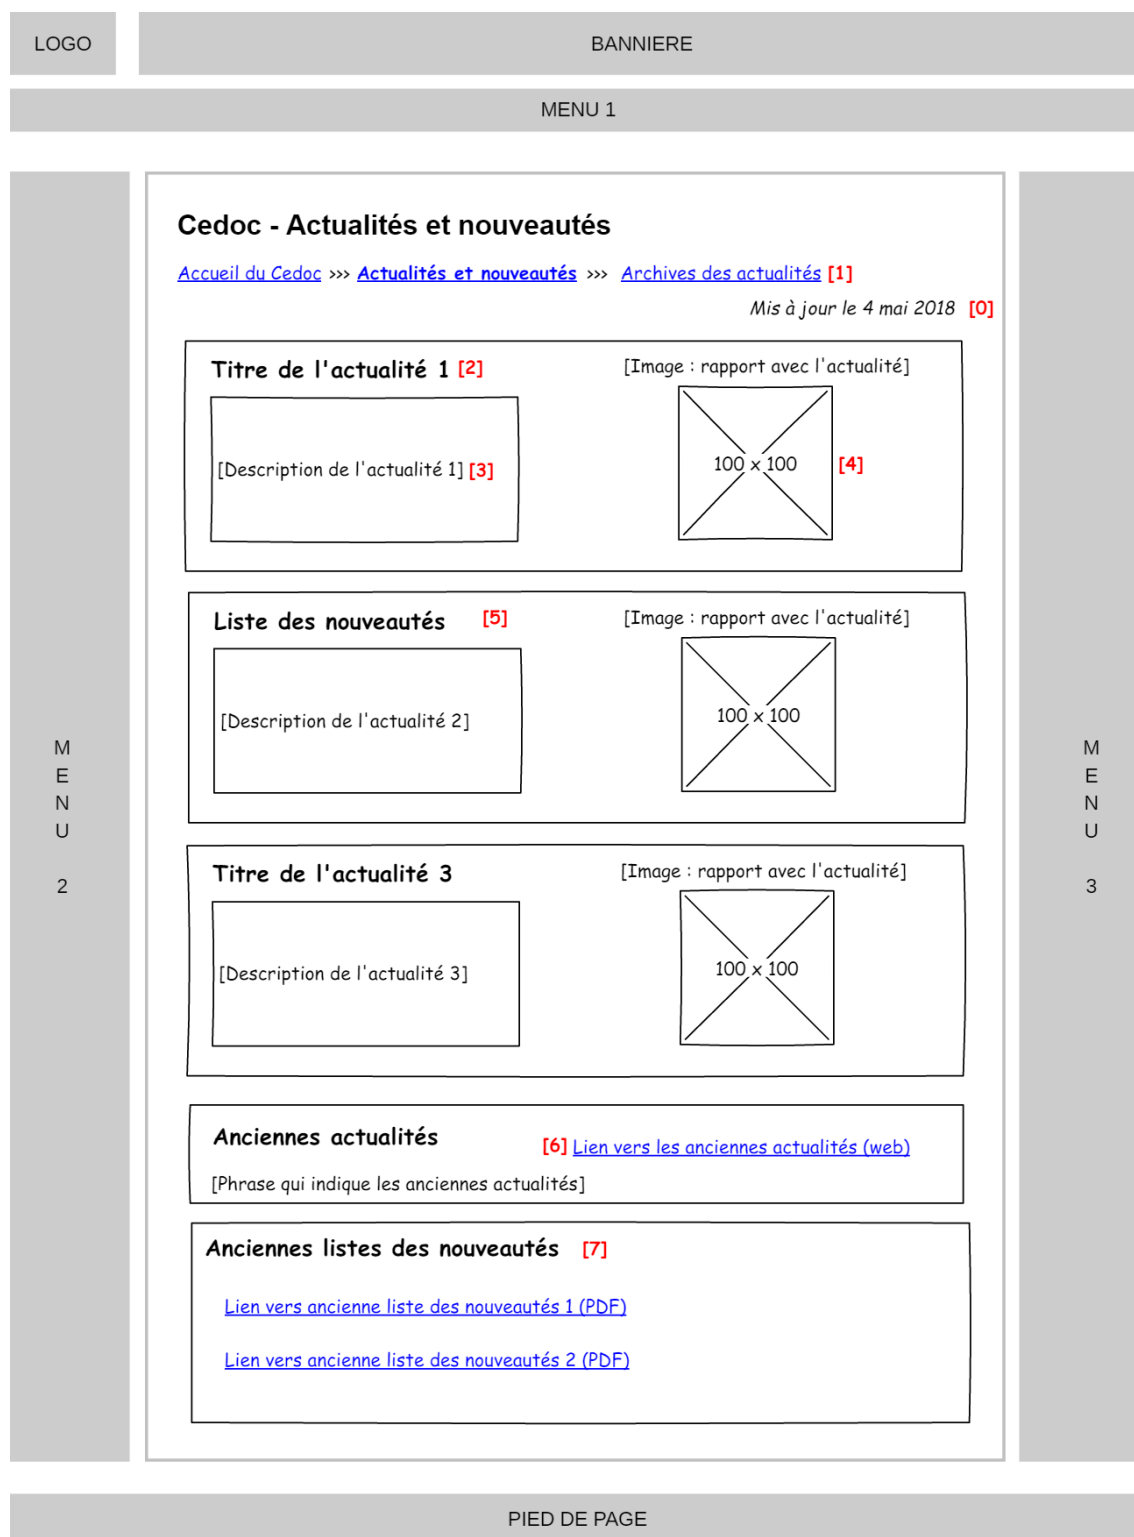 LOGO
BANNIERE
MENU 1
Cedoc - Actualités et nouveautés
Accueil du Cedoc >>> Actualités et nouveautés >>> Archives des actualités [1]
Mis à jour le 4 mai 2018 [0]
Titre de l'actualité 1 [2]
[Image : rapport avec l'actualité]
[Description de l'actualité 1] [3]
100 x 100 [4]
Liste des nouveautés [5]
[Image : rapport avec l'actualité]
[Description de l'actualité 2]
100 x 100
Titre de l'actualité 3
[Image : rapport avec l'actualité]
[Description de l'actualité 3]
100 x 100
Anciennes actualités
[6] Lien vers les anciennes actualités (web)
[Phrase qui indique les anciennes actualités]
Anciennes listes des nouveautés [7]
Lien vers ancienne liste des nouveautés 1 (PDF)
Lien vers ancienne liste des nouveautés 2 (PDF)
M
E
N
U
2
M
E
N
U
3
PIED DE PAGE